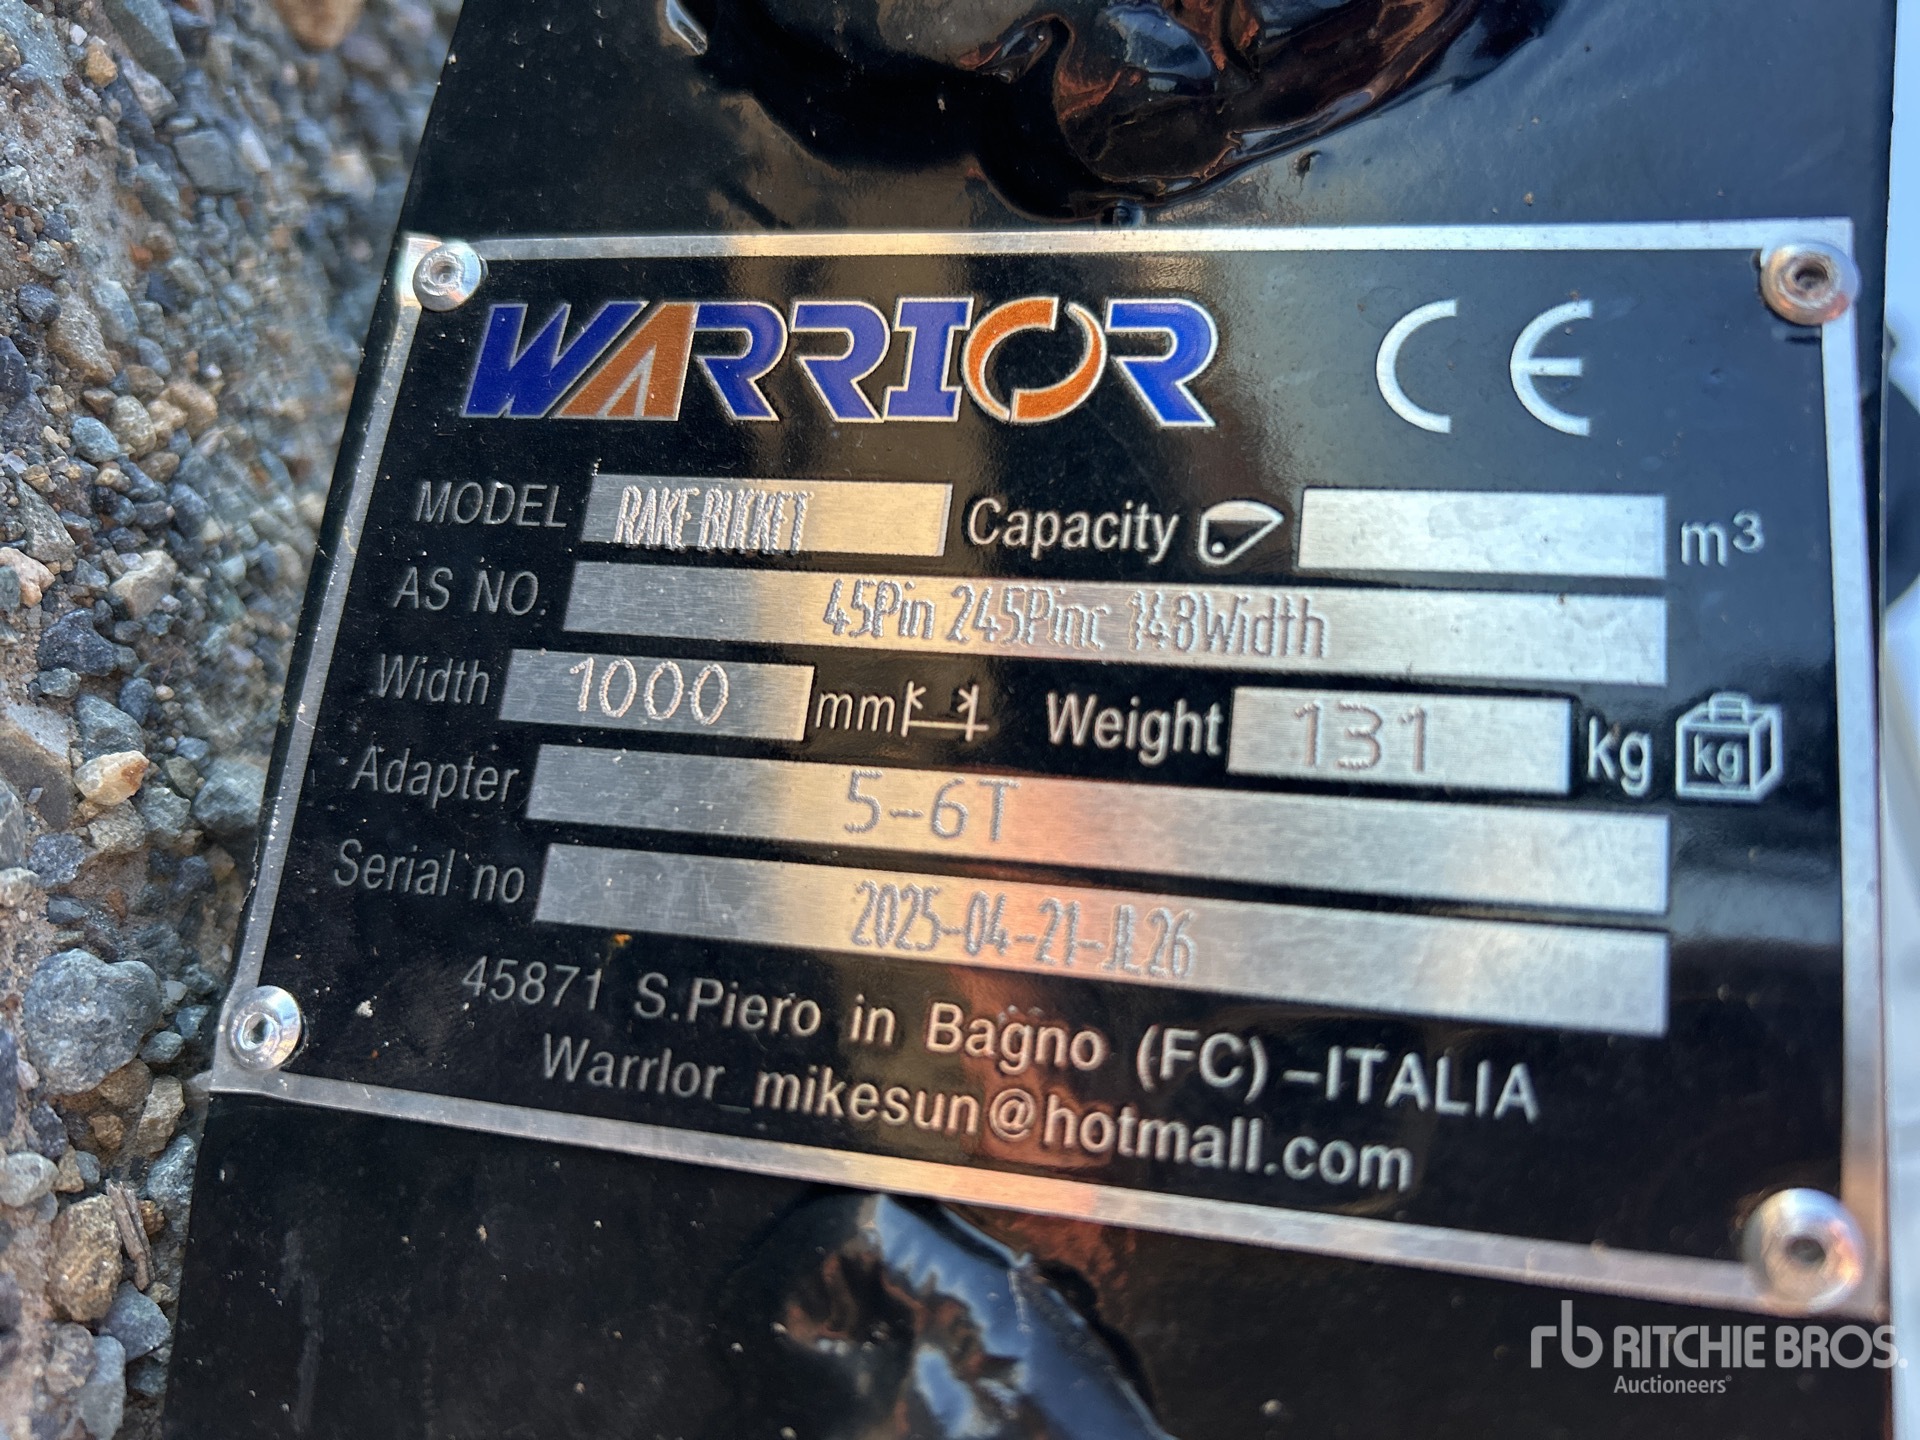 WARRIOR CE
MODEL RAKE BUKKET Capacity m³
AS NO. 45Pin 245Pinc 148Width
Width 1000 mm Weight 131 kg kg
Adapter 5-6T
Serial no 2025-04-21-JL26
45871 S.Piero in Bagno (FC) -ITALIA
Warrlor_mikesun@hotmall.com
rb RITCHIE BROS.
Auctioneers®